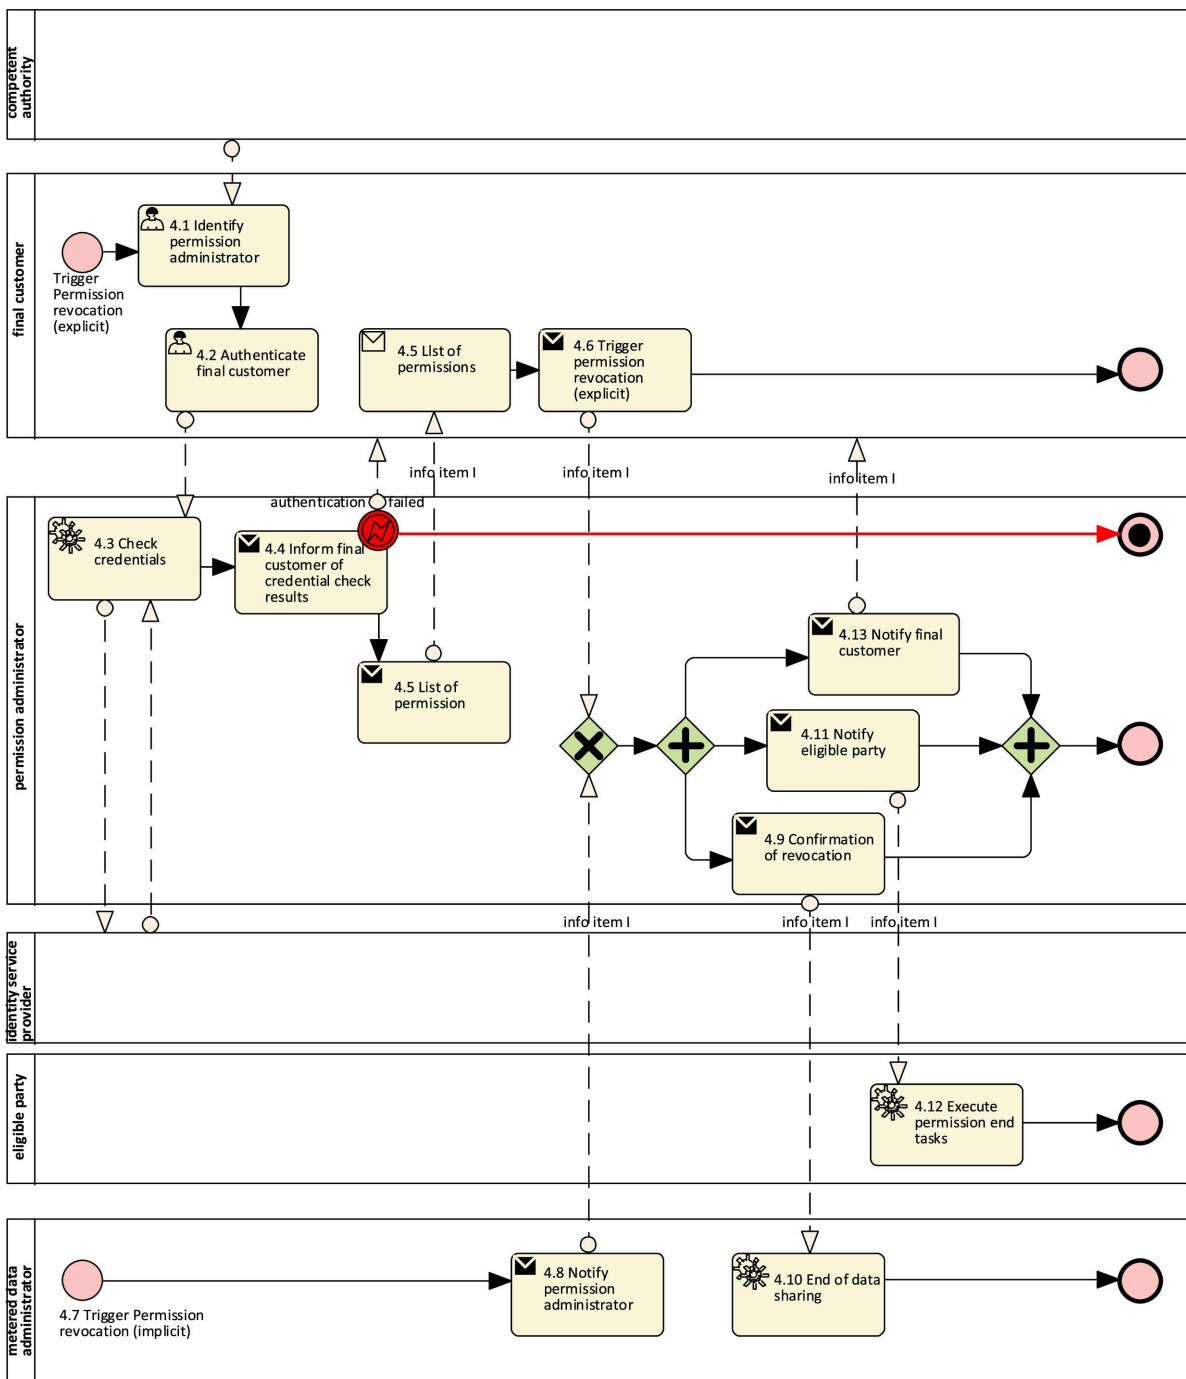 competent
authority
final customer
4.1 Identify
permission
administrator
Trigger
Permission
revocation
(explicit)
4.2 Authenticate
final customer
4.5 LIst of
permissions
4.6 Trigger
permission
revocation
(explicit)
info item I
info item I
info item I
permission administrator
authentication failed
4.3 Check
credentials
4.4 Inform final
customer of
credential check
results
4.5 List of
permission
4.13 Notify final
customer
4.11 Notify
eligible party
4.9 Confirmation
of revocation
info item I
info item I
info item I
identity service
provider
eligible party
4.12 Execute
permission end
tasks
metered data
administrator
4.7 Trigger Permission
revocation (implicit)
4.8 Notify
permission
administrator
4.10 End of data
sharing